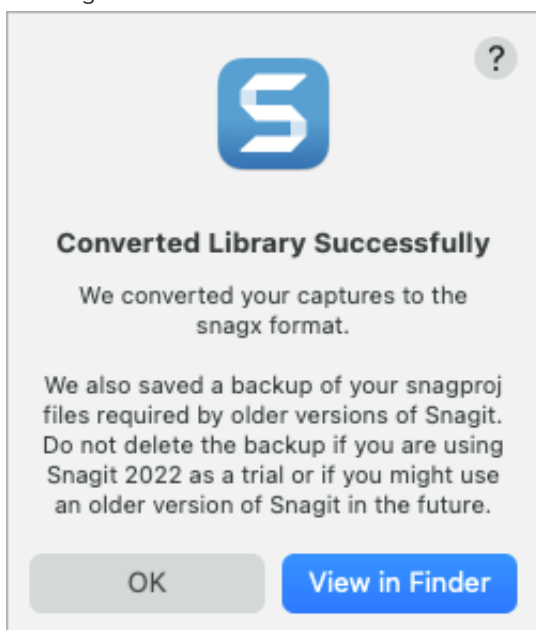 ?
Converted Library Successfully
We converted your captures to the
snagx format.
We also saved a backup of your snagproj
files required by older versions of Snagit.
Do not delete the backup if you are using
Snagit 2022 as a trial or if you might use
an older version of Snagit in the future.
OK View in Finder